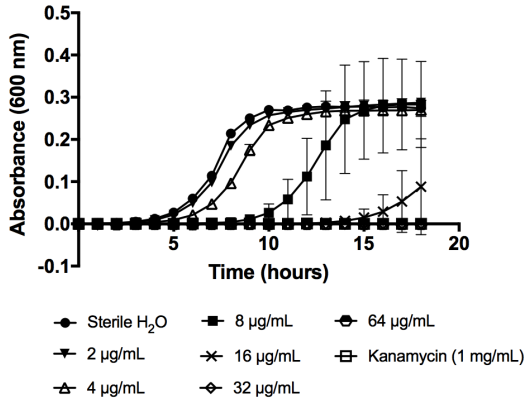 0.5
0.4
0.3
0.2
0.1
0.0
-0.1
Absorbance (600 nm)
5 10 15 20
Time (hours)
Sterile H₂O 8 µg/mL 64 µg/mL
2 µg/mL 16 µg/mL Kanamycin (1 mg/mL)
4 µg/mL 32 µg/mL